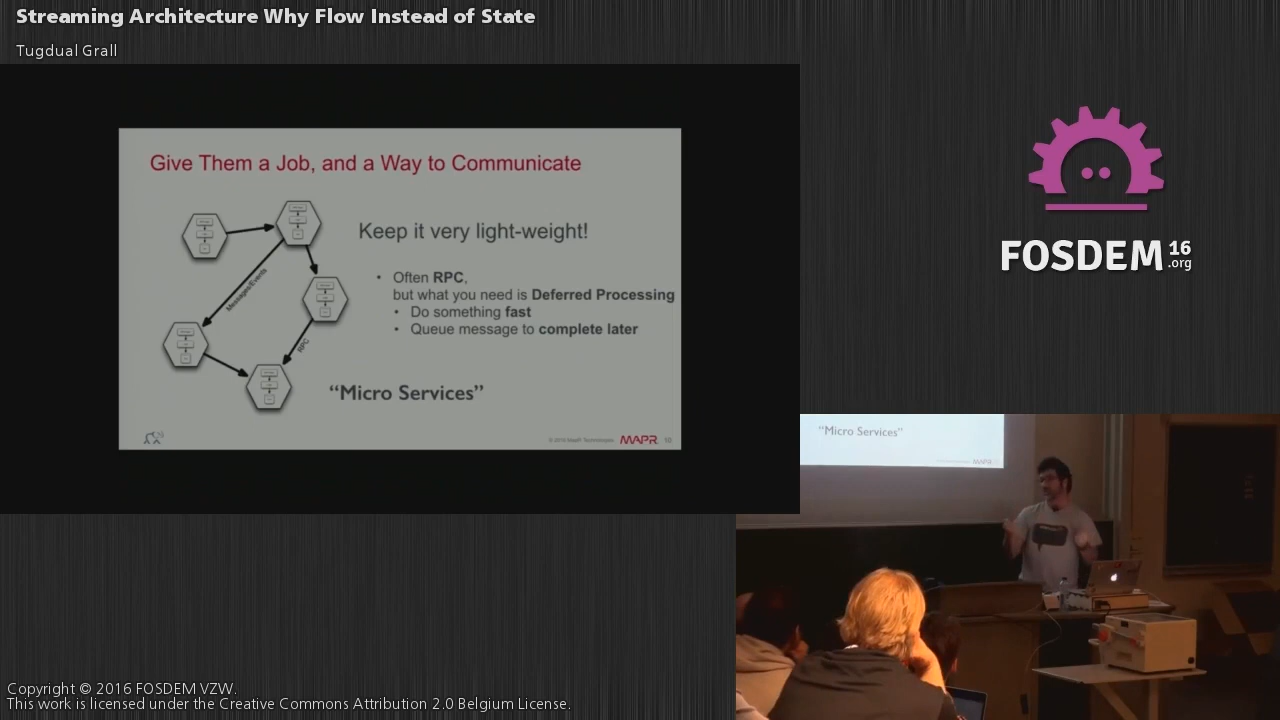 Streaming Architecture Why Flow Instead of State
Tugdual Grall
Give Them a Job, and a Way to Communicate
Keep it very light-weight!
• Often RPC,
but what you need is Deferred Processing
• Do something fast
• Queue message to complete later
Messages/Events
RPC
"Micro Services"
MAPR
FOSDEM 16
.org
"Micro Services"
MAPR
Copyright © 2016 FOSDEM VZW.
This work is licensed under the Creative Commons Attribution 2.0 Belgium License.